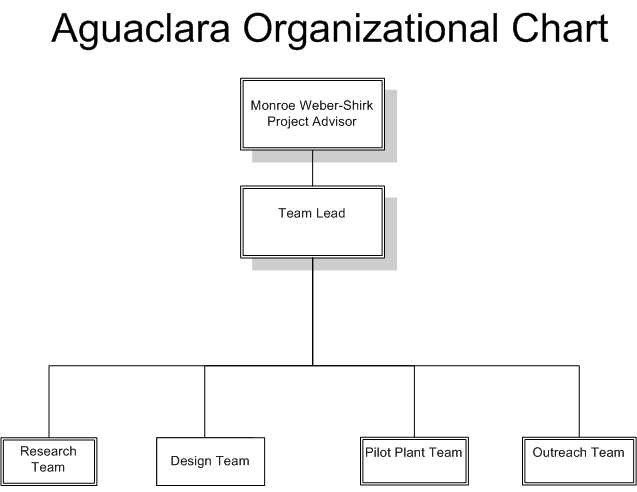 Aguaclara Organizational Chart
Monroe Weber-Shirk
Project Advisor
Team Lead
Research
Team
Design Team
Pilot Plant Team
Outreach Team